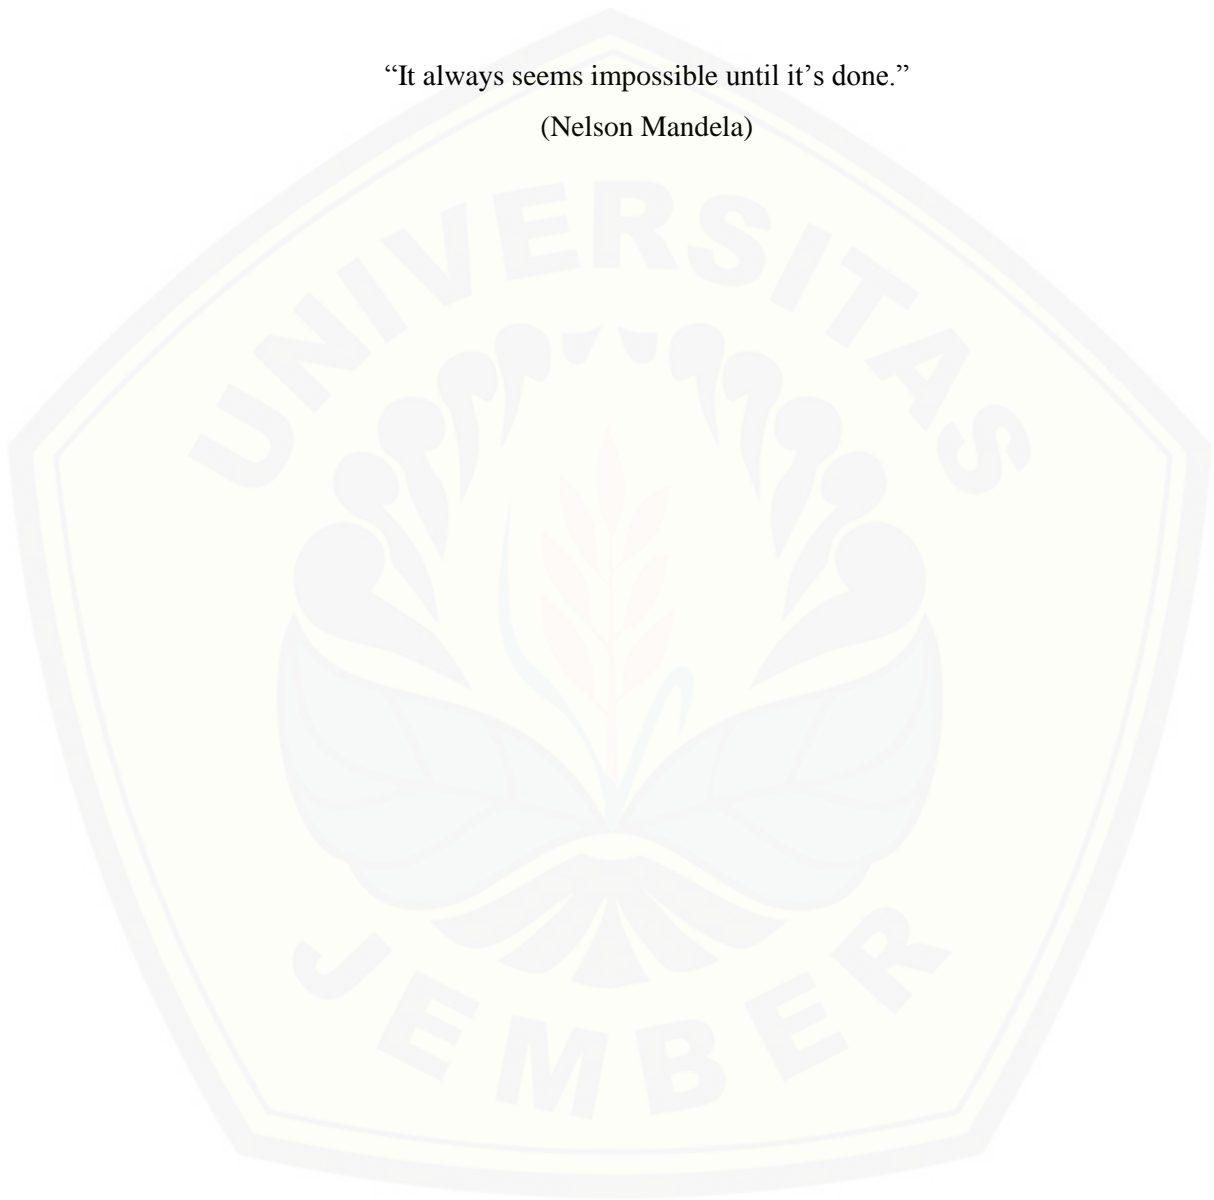 “It always seems impossible until it’s done.”
(Nelson Mandela)
UNIVERSITAS
JEMBER